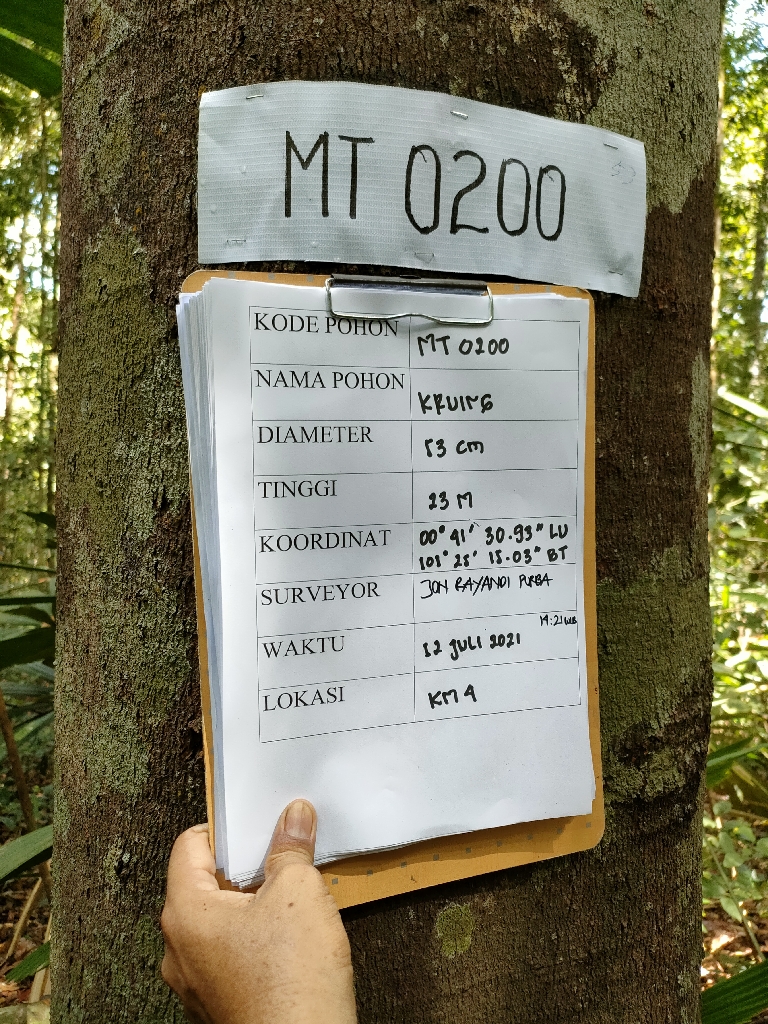 MT 0200
KODE POHON MT 0200
NAMA POHON KRUING
DIAMETER 53 cm
TINGGI 23 M
KOORDINAT 00° 41' 30.93" LU
101° 25' 15.03" BT
SURVEYOR JON RAYANDI PURBA
WAKTU 12 JULI 2021 14:21 WIB
LOKASI KM 4